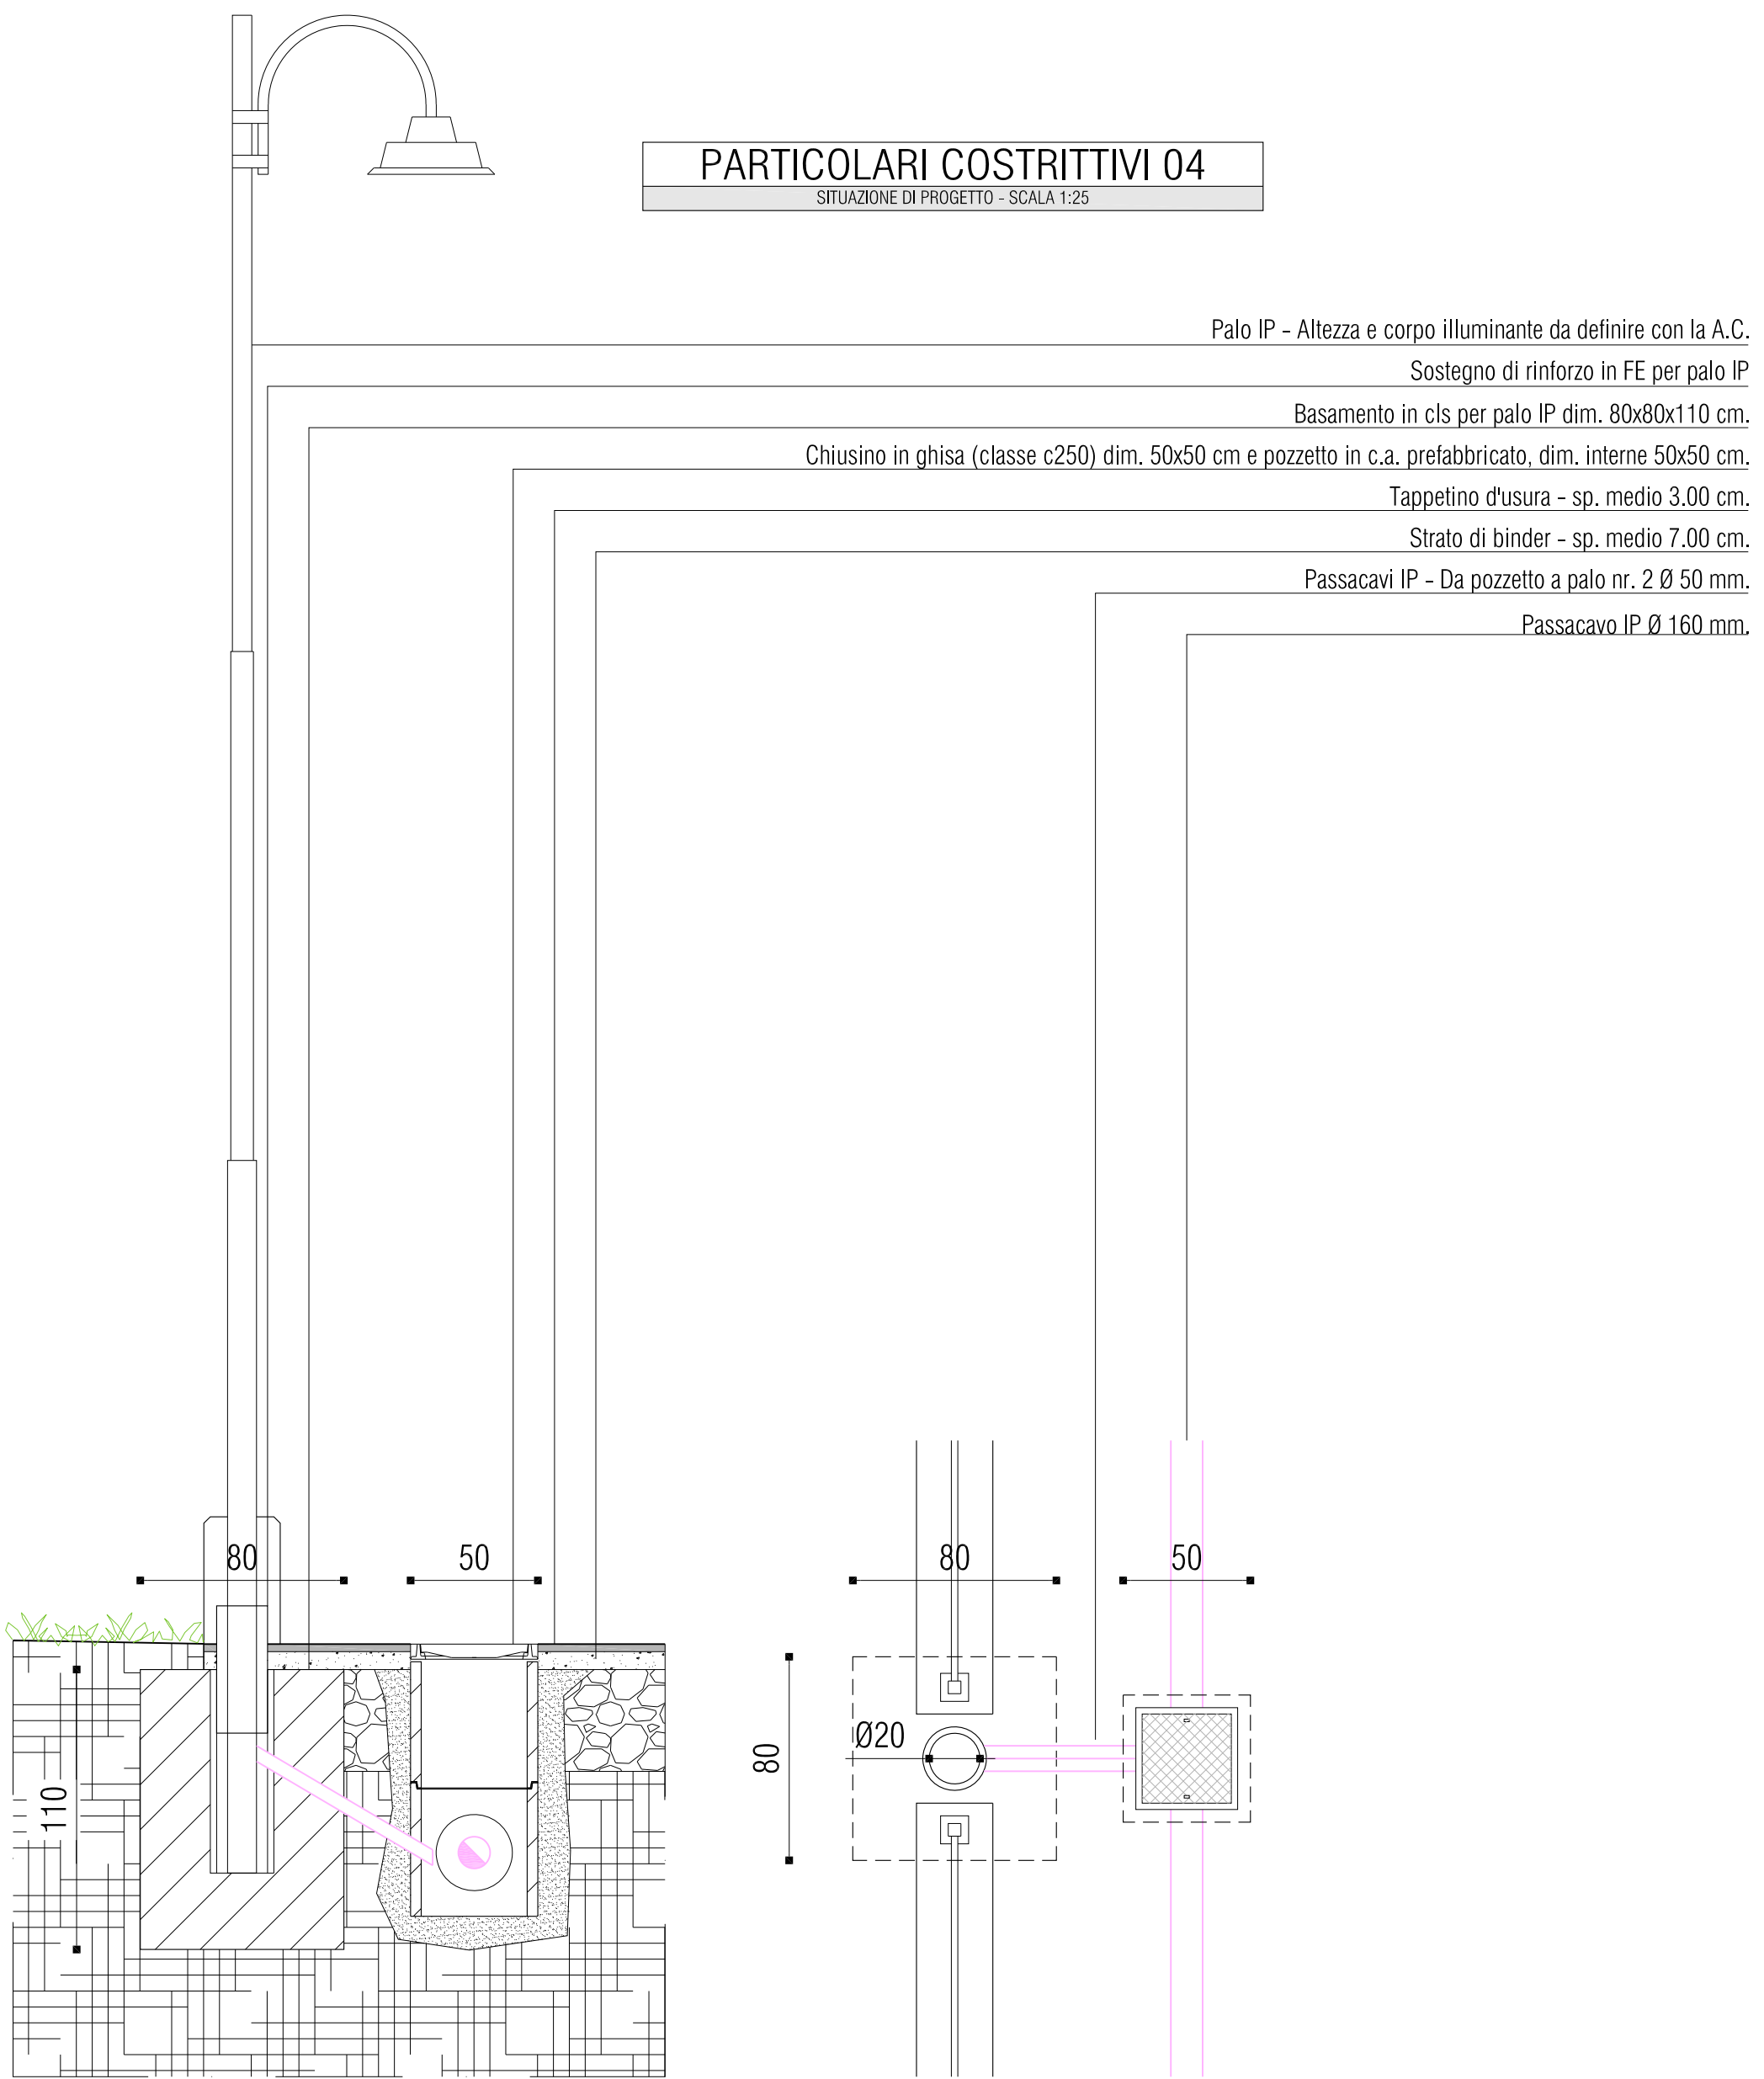 PARTICOLARI COSTRITTIVI 04
SITUAZIONE DI PROGETTO - SCALA 1:25
Palo IP - Altezza e corpo illuminante da definire con la A.C.
Sostegno di rinforzo in FE per palo IP
Basamento in cls per palo IP dim. 80x80x110 cm.
Chiusino in ghisa (classe c250) dim. 50x50 cm e pozzetto in c.a. prefabbricato, dim. interne 50x50 cm.
Tappetino d'usura - sp. medio 3.00 cm.
Strato di binder - sp. medio 7.00 cm.
Passacavi IP - Da pozzetto a palo nr. 2 Ø 50 mm.
Passacavo IP Ø 160 mm.
80
50
80
50
110
80
Ø20